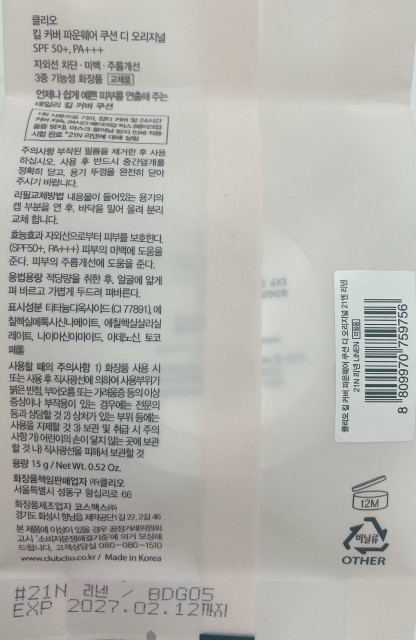 클리오
킬 커버 파운웨어 쿠션 디 오리지널
SPF 50+, PA+++
자외선 차단 · 미백 · 주름개선
3중 기능성 화장품 교체품
언제나 쉽게 예쁜 피부를 연출해 주는
데일리 킬 커버 쿠션
시험 완료 *21N 리넨에 대해 실험
주의사항 부착된 필름을 제거한 후 사용
하십시오. 사용 후 반드시 중간덮개를
정확히 닫고, 용기 뚜껑을 완전히 닫아
주시기 바랍니다.
리필교체방법 내용물이 들어있는 용기의
캡 부분을 연 후, 바닥을 밀어 올려 분리
교체 합니다.
효능효과 자외선으로부터 피부를 보호한다.
(SPF50+, PA+++) 피부의 미백에 도움을
준다. 피부의 주름개선에 도움을 준다.
용법용량 적당량을 취한 후, 얼굴에 얇게
펴 바르고 가볍게 두드려 펴바른다.
표시성분 티타늄디옥사이드 (CI 77891), 에
칠헥실메톡시신나메이트, 에칠헥실살리실
레이트, 나이아신아마이드, 아데노신, 토코
페롤
사용할 때의 주의사항 1) 화장품 사용 시
또는 사용 후 직사광선에 의하여 사용부위가
붉은 반점, 부어오름 또는 가려움증 등의 이상
증상이나 부작용이 있는 경우에는 전문의
등과 상담할 것 2) 상처가 있는 부위 등에는
사용을 자제할 것 3) 보관 및 취급 시 주의
사항 가) 어린이의 손이 닿지 않는 곳에 보관
할 것 나) 직사광선을 피해서 보관할 것
용량 15 g / Net Wt. 0.52 Oz.
화장품책임판매업자 ㈜클리오
서울특별시 성동구 왕십리로 66
화장품제조업자 코스맥스㈜
경기도 화성시 향남읍 제약공단1길 27, 2길 46
본 제품에 이상이 있을 경우 공정거래위원회
고시 '소비자분쟁해결기준'에 의거 보상해
드립니다. 고객상담실 080-080-1510
www.clubclio.co.kr / Made in Korea
#21N 리넨 / BDG05
EXP 2027.02.12까지
클리오 킬 커버 파운웨어 쿠션 디 오리지널 21엔 리넨
21N 리넨 LINEN 리필용
8 809970 759756
12M
비닐류
OTHER